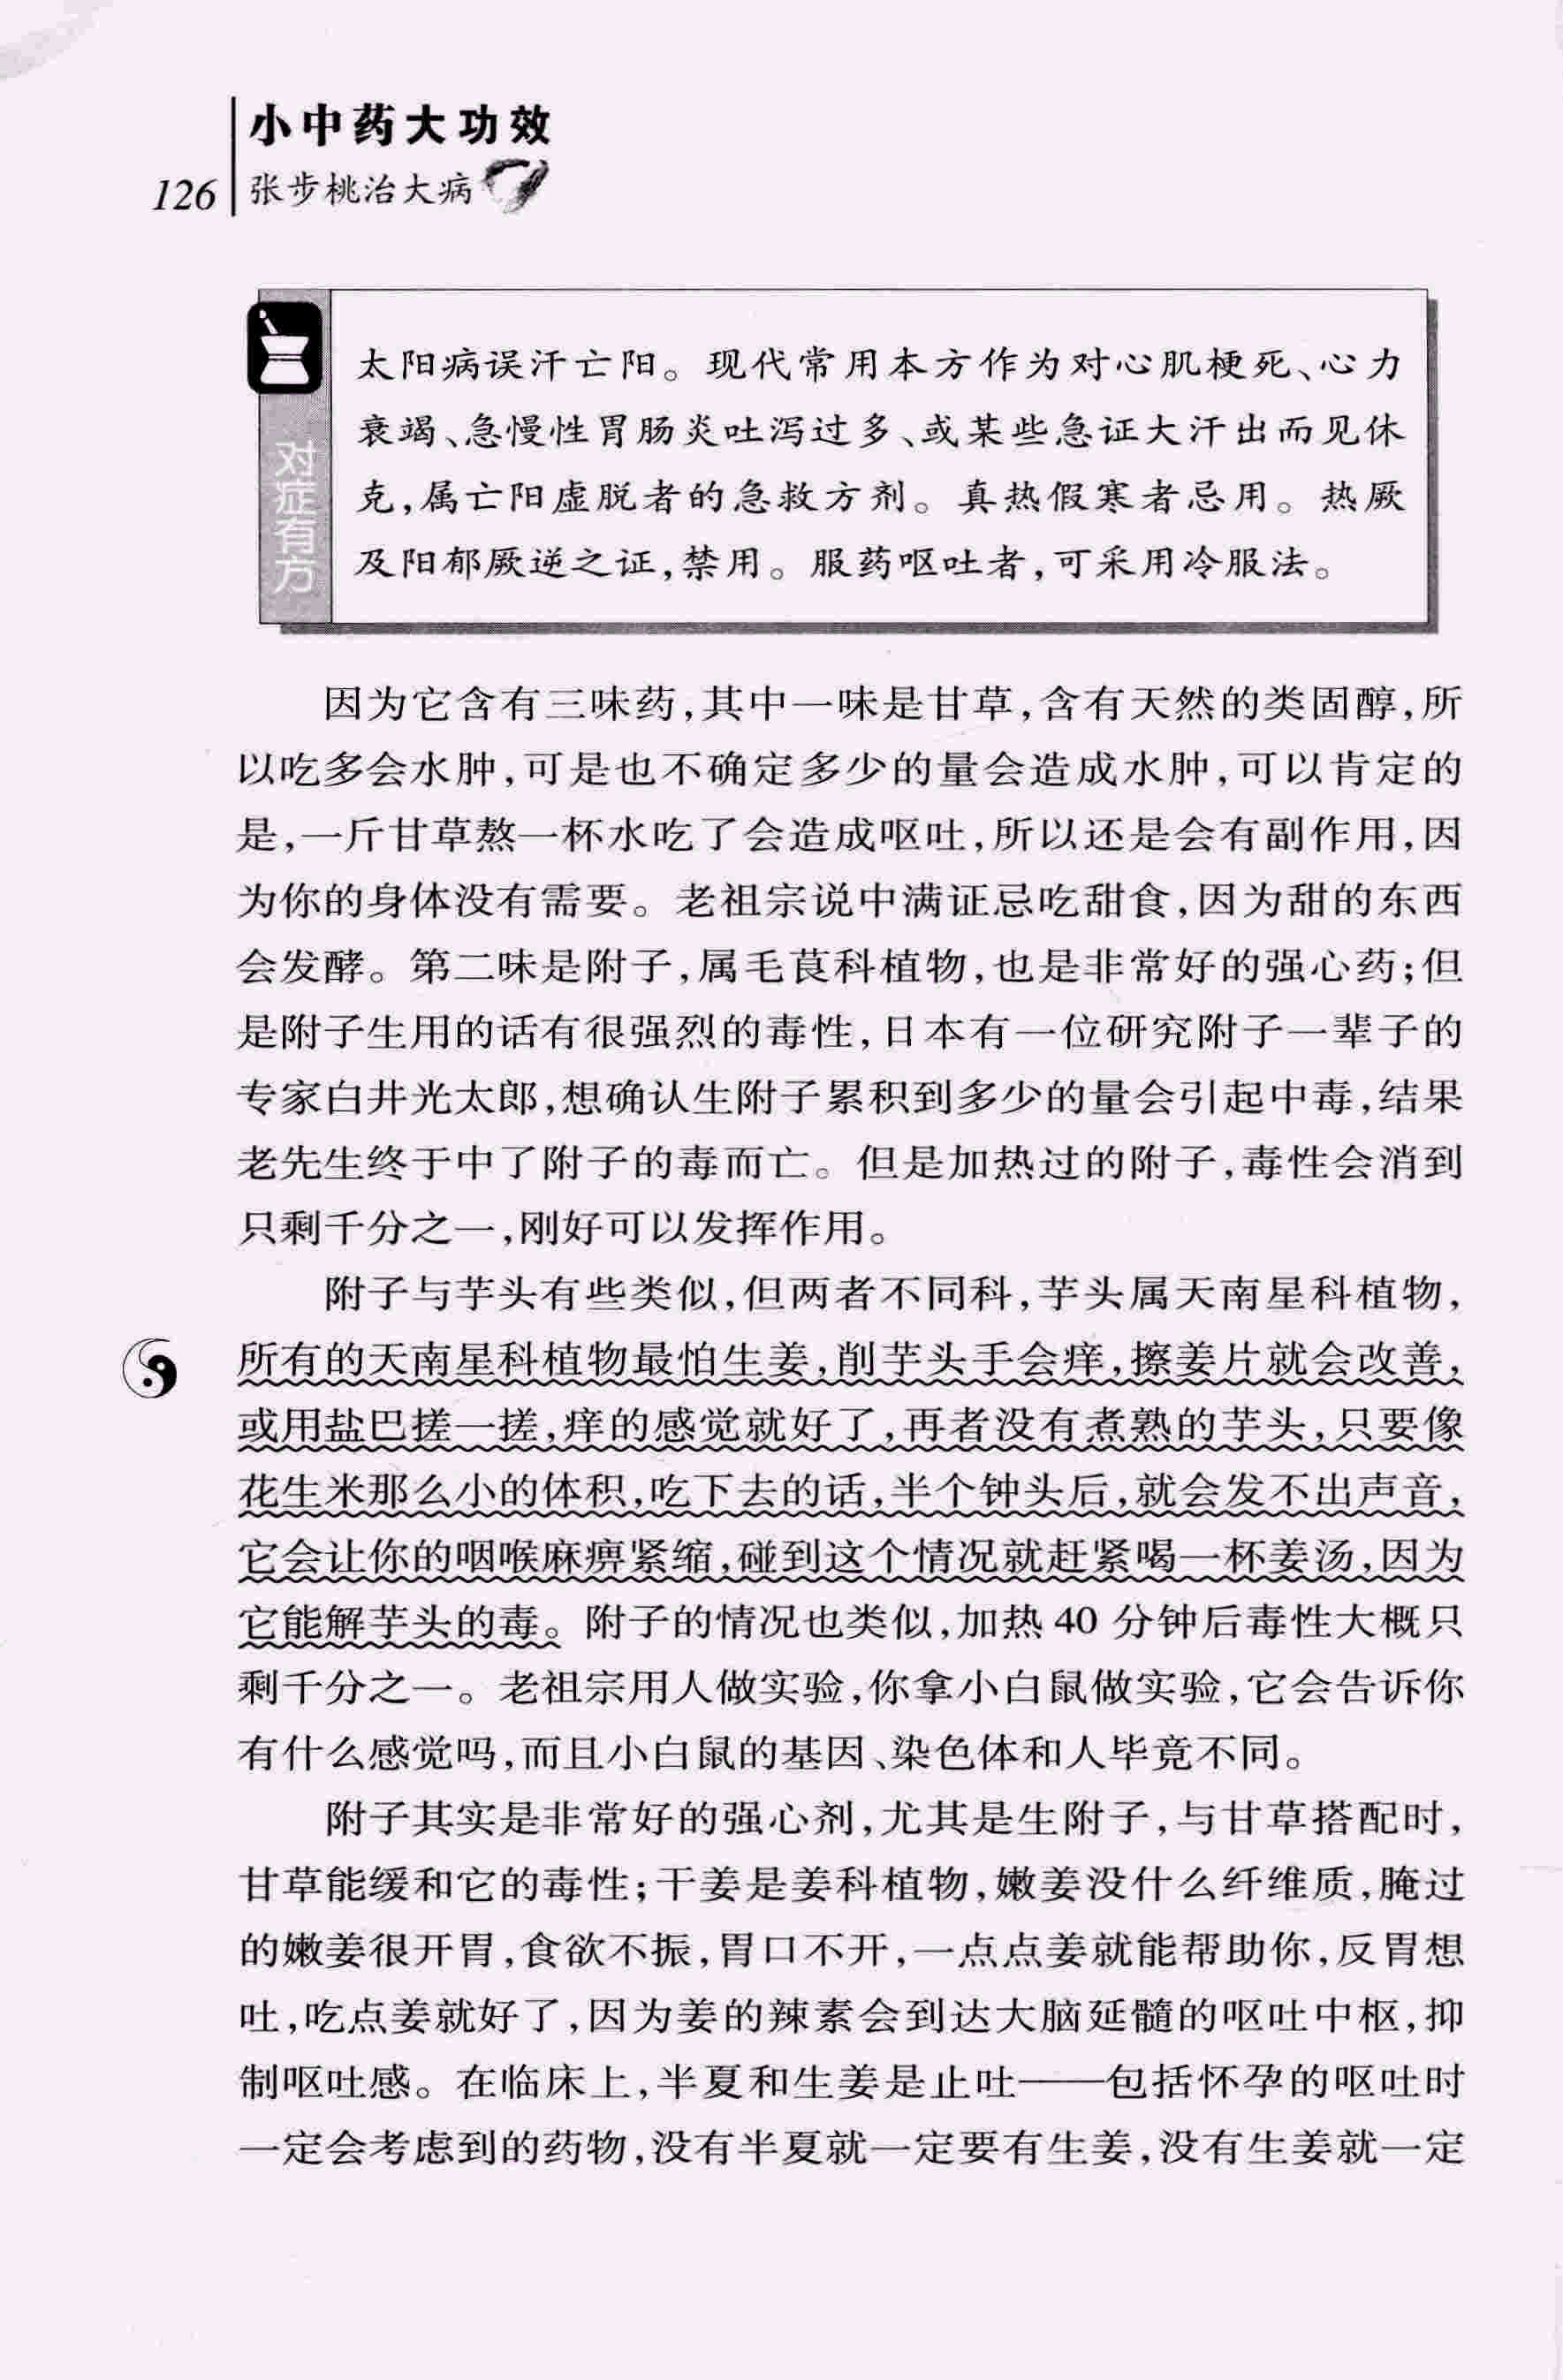 小中药大功效
126
张步桃治大病
对症有方
太阳病误汗亡阳。现代常用本方作为对心肌梗死、心力
衰竭、急慢性胃肠炎吐泻过多、或某些急证大汗出而见休
克,属亡阳虚脱者的急救方剂。真热假寒者忌用。热厥
及阳郁厥逆之证,禁用。服药呕吐者,可采用冷服法。
因为它含有三味药,其中一味是甘草,含有天然的类固醇,所
以吃多会水肿,可是也不确定多少的量会造成水肿,可以肯定的
是,一斤甘草熬一杯水吃了会造成呕吐,所以还是会有副作用,因
为你的身体没有需要。老祖宗说中满证忌吃甜食,因为甜的东西
会发酵。第二味是附子,属毛茛科植物,也是非常好的强心药;但
是附子生用的话有很强烈的毒性,日本有一位研究附子一辈子的
专家白井光太郎,想确认生附子累积到多少的量会引起中毒,结果
老先生终于中了附子的毒而亡。但是加热过的附子,毒性会消到
只剩千分之一,刚好可以发挥作用。
附子与芋头有些类似,但两者不同科,芋头属天南星科植物,
所有的天南星科植物最怕生姜,削芋头手会痒,擦姜片就会改善,
或用盐巴搓一搓,痒的感觉就好了,再者没有煮熟的芋头,只要像
花生米那么小的体积,吃下去的话,半个钟头后,就会发不出声音,
它会让你的咽喉麻痹紧缩,碰到这个情况就赶紧喝一杯姜汤,因为
它能解芋头的毒。附子的情况也类似,加热 40 分钟后毒性大概只
剩千分之一。老祖宗用人做实验,你拿小白鼠做实验,它会告诉你
有什么感觉吗,而且小白鼠的基因、染色体和人毕竟不同。
附子其实是非常好的强心剂,尤其是生附子,与甘草搭配时,
甘草能缓和它的毒性;干姜是姜科植物,嫩姜没什么纤维质,腌过
的嫩姜很开胃,食欲不振,胃口不开,一点点姜就能帮助你,反胃想
吐,吃点姜就好了,因为姜的辣素会到达大脑延髓的呕吐中枢,抑
制呕吐感。在临床上,半夏和生姜是止吐——包括怀孕的呕吐时
一定会考虑到的药物,没有半夏就一定要有生姜,没有生姜就一定